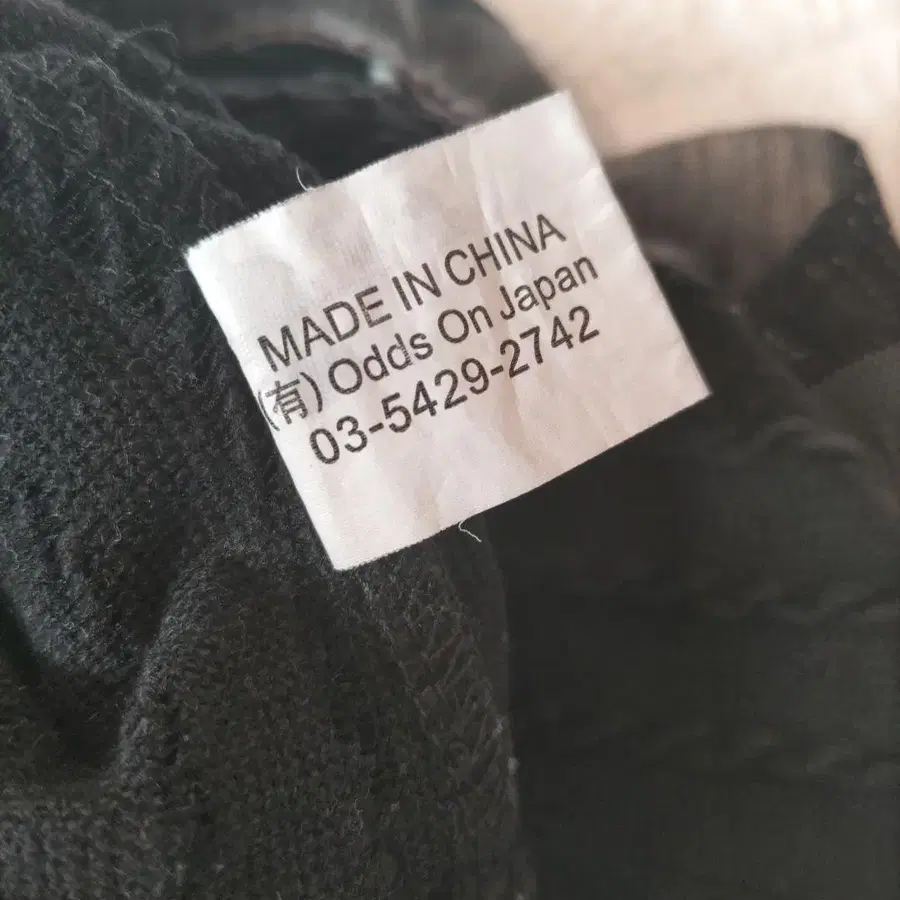 MADE IN CHINA
(有) Odds On Japan
03-5429-2742